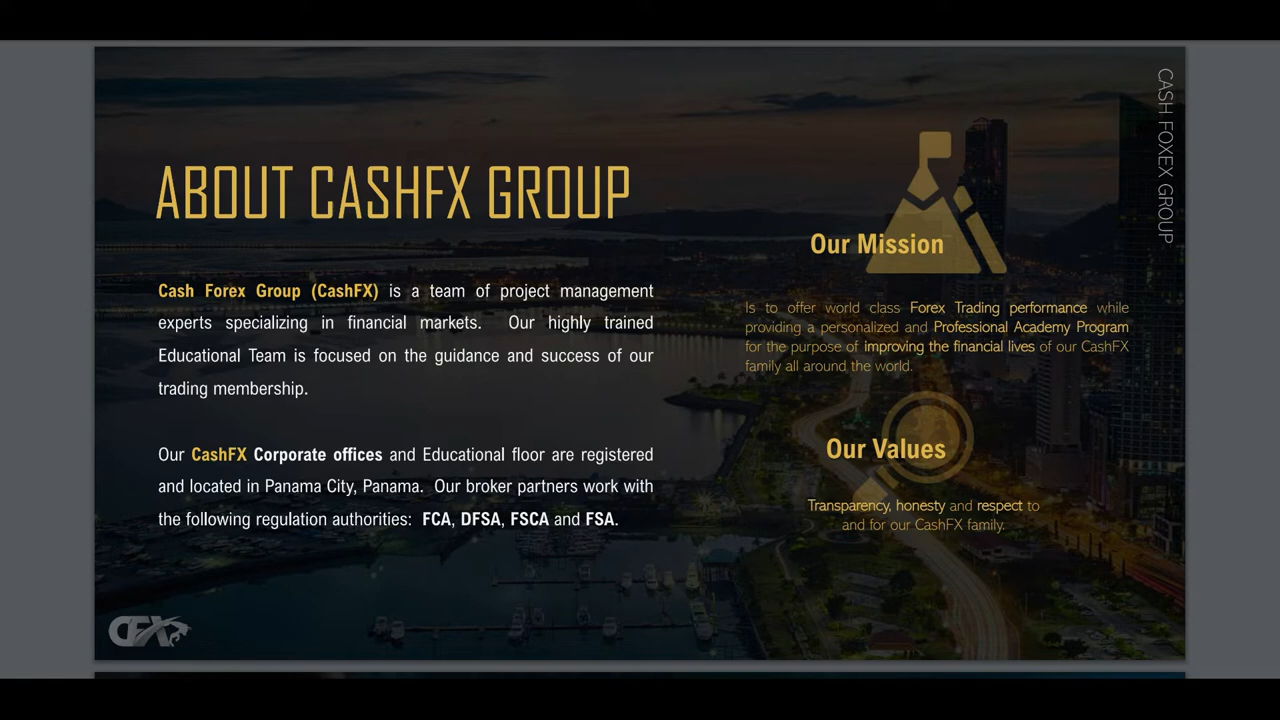 ABOUT CASHFX GROUP
Cash Forex Group (CashFX) is a team of project management
experts specializing in financial markets. Our highly trained
Educational Team is focused on the guidance and success of our
trading membership.
Our CashFX Corporate offices and Educational floor are registered
and located in Panama City, Panama. Our broker partners work with
the following regulation authorities: FCA, DFSA, FSCA and FSA.
CFX
Our Mission
Is to offer world class Forex Trading performance while
providing a personalized and Professional Academy Program
for the purpose of improving the financial lives of our CashFX
family all around the world.
Our Values
Transparency, honesty and respect to
and for our CashFX family.
CASH FOXEX GROUP